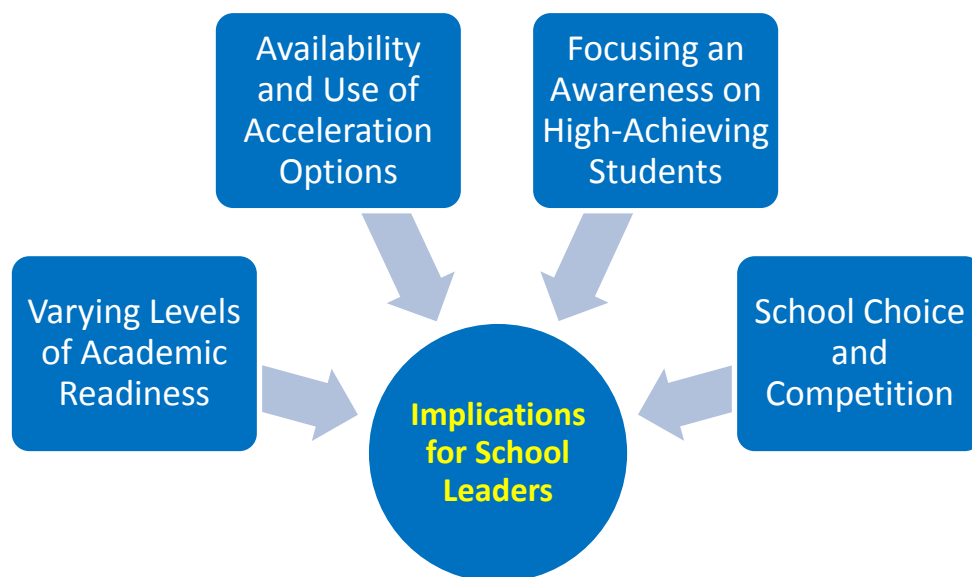 Availability
and Use of
Acceleration
Options
Focusing an
Awareness on
High-Achieving
Students
Varying Levels
of Academic
Readiness
School Choice
and
Competition
Implications
for School
Leaders